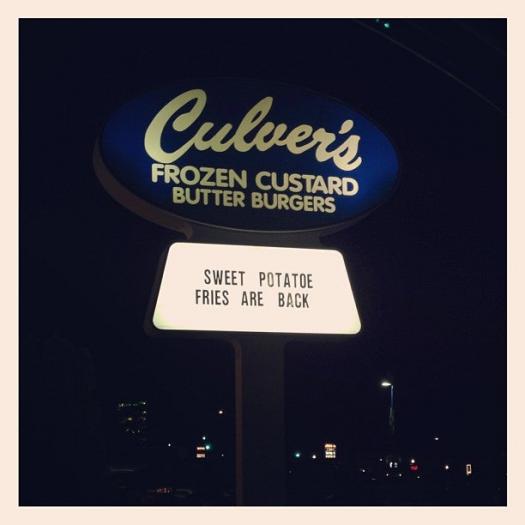 Culver's
FROZEN CUSTARD
BUTTER BURGERS
SWEET POTATOE
FRIES ARE BACK